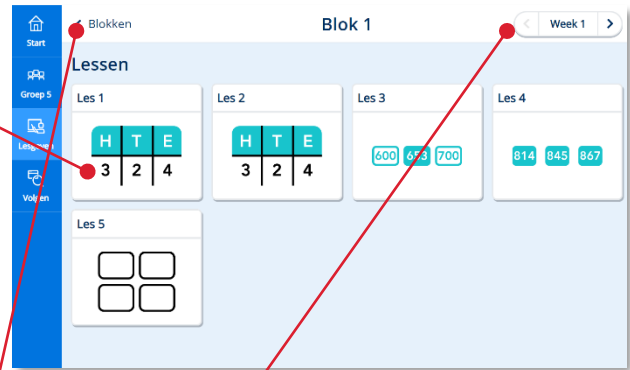 Start
Groep 5
Lesgeven
Volgen
Blokken
Blok 1
Week 1
Lessen
Les 1
H T E
3 2 4
Les 2
H T E
3 2 4
Les 3
600 653 700
Les 4
814 845 867
Les 5